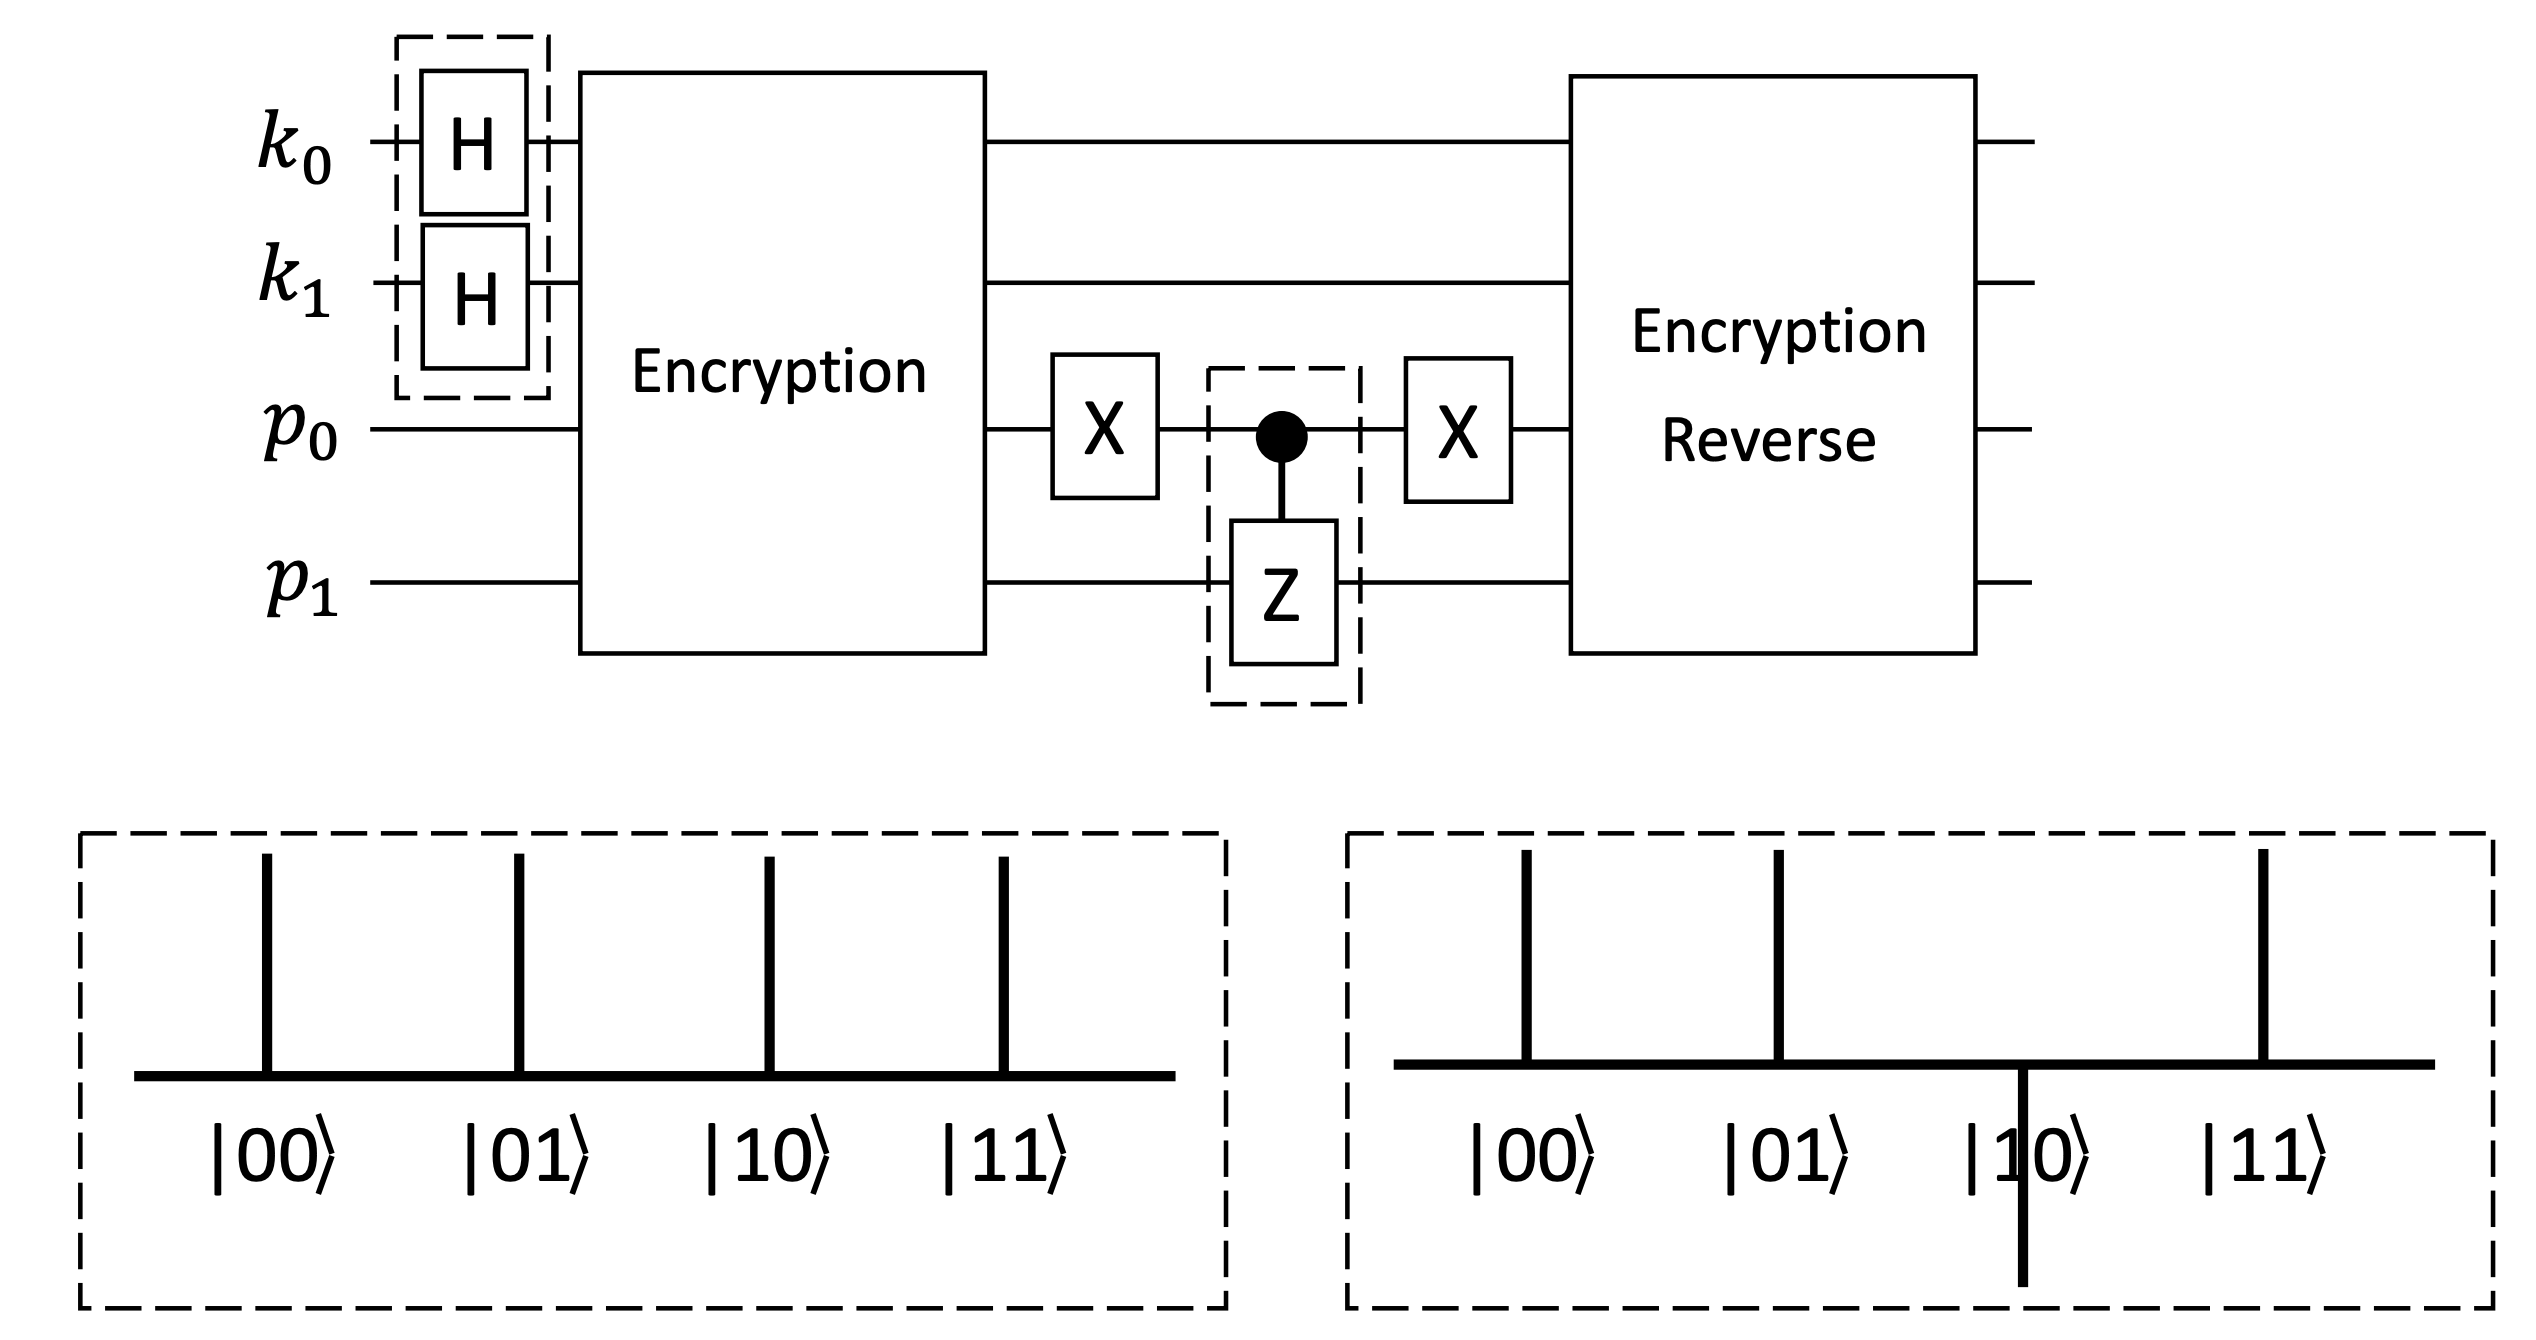 k₀
H
k₁
H
p₀
p₁
Encryption
X
Z
X
Encryption
Reverse
|00⟩ |01⟩ |10⟩ |11⟩
|00⟩ |01⟩ |10⟩ |11⟩